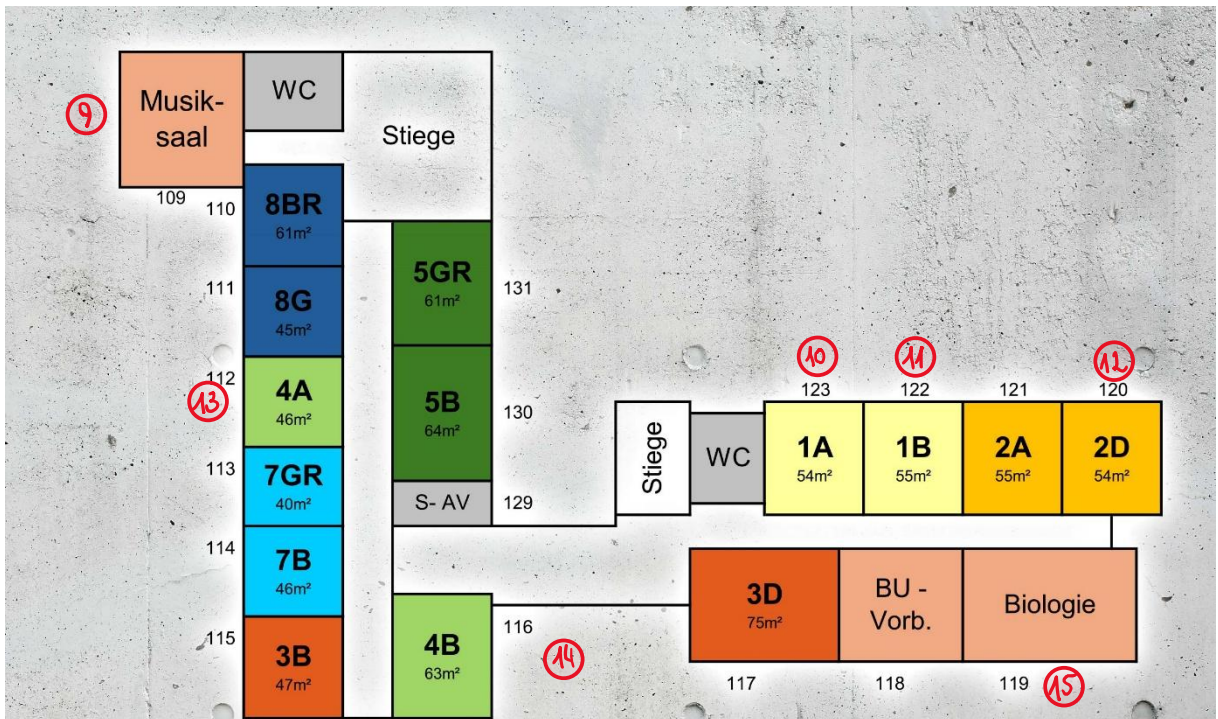 Musik-
saal
WC
Stiege
9
109
110
8BR
61m²
111
8G
45m²
112
13
4A
46m²
113
7GR
40m²
114
7B
46m²
115
3B
47m²
5GR
61m²
131
5B
64m²
130
S- AV
129
4B
63m²
116
14
Stiege
WC
10
123
1A
54m²
11
122
1B
55m²
121
2A
55m²
12
120
2D
54m²
3D
75m²
117
BU -
Vorb.
118
Biologie
119
15